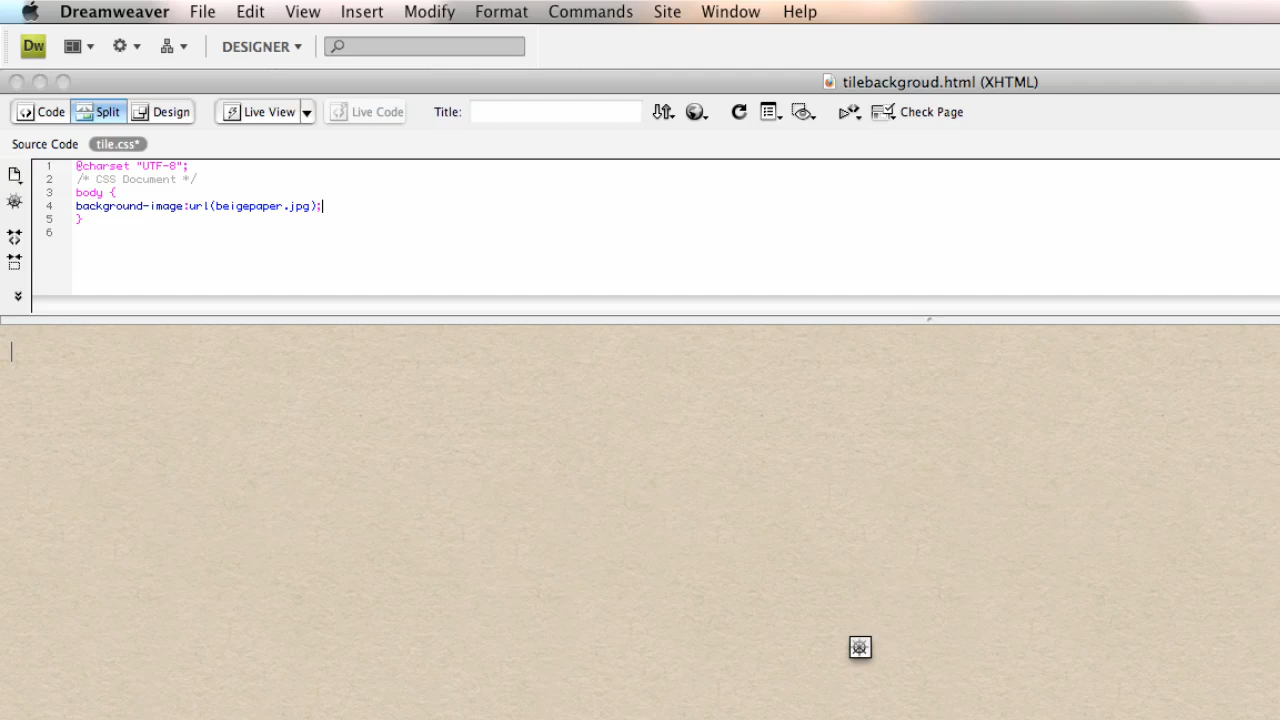 Dreamweaver File Edit View Insert Modify Format Commands Site Window Help
Dw DESIGNER
tilebackgroud.html (XHTML)
Code Split Design Live View Live Code Title: Check Page
Source Code tile.css*
1 @charset "UTF-8";
2 /* CSS Document */
3 body {
4 background-image:url(beigepaper.jpg);
5 }
6